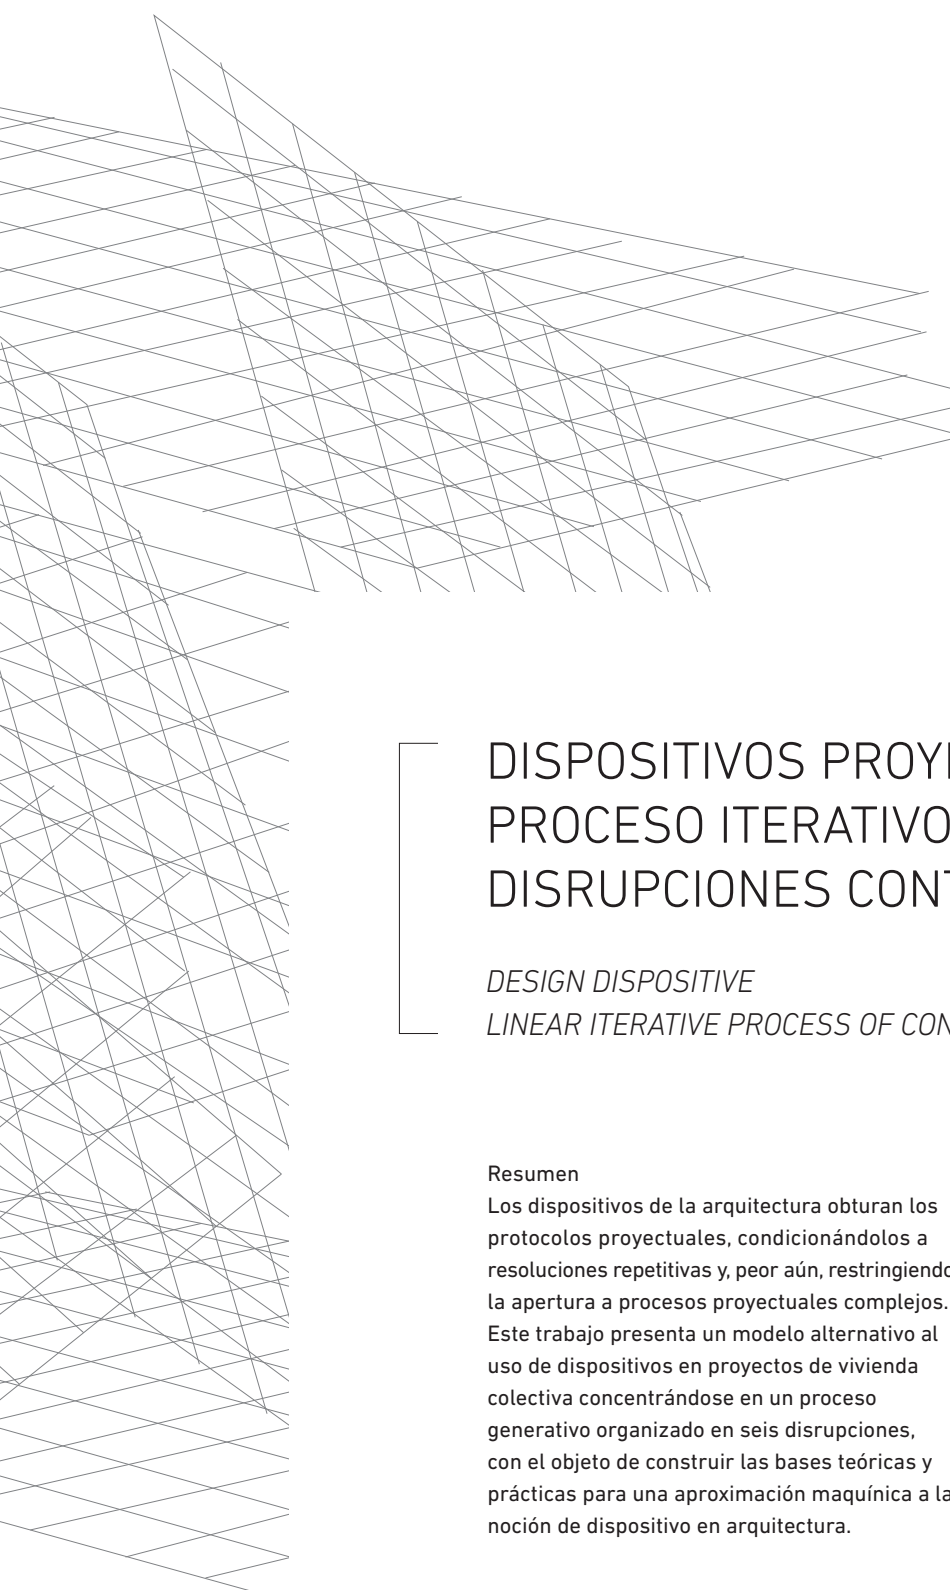 DISPOSITIVOS
PROCESO ITERATIVO
DISRUPCIONES
DESIGN DISPOSITIVE
LINEAR ITERATIVE PROCESS OF
Resumen
Los dispositivos de la arquitectura obturan los
protocolos proyectuales, condicionándolos a
resoluciones repetitivas y, peor aún, restringiendo
la apertura a procesos proyectuales complejos.
Este trabajo presenta un modelo alternativo al
uso de dispositivos en proyectos de vivienda
colectiva concentrándose en un proceso
generativo organizado en seis disrupciones,
con el objeto de construir las bases teóricas y
prácticas para una aproximación maquínica a la
noción de dispositivo en arquitectura.